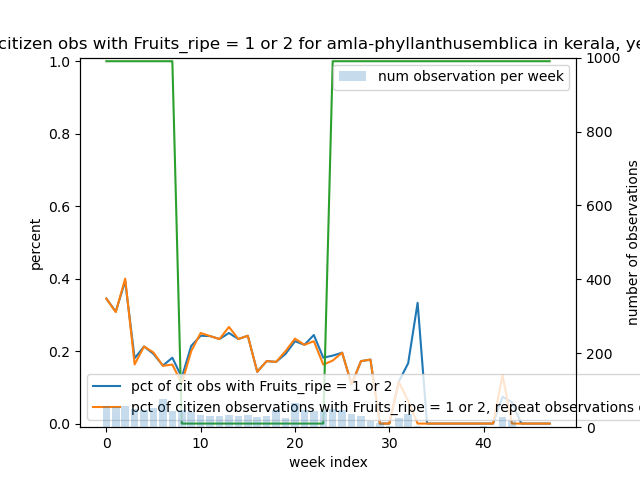 citizen obs with Fruits_ripe = 1 or 2 for amla-phyllanthusemblica in kerala,
num observation per week
1.0
0.8
0.6
0.4
0.2
0.0
percent
1000
800
600
400
200
0
number of observations
pct of cit obs with Fruits_ripe = 1 or 2
pct of citizen observations with Fruits_ripe = 1 or 2, repeat observations
0 10 20 30 40
week index